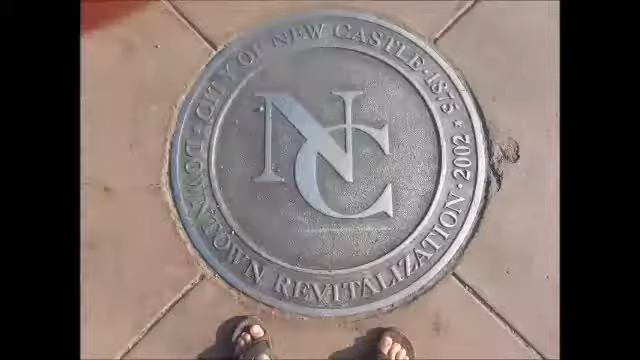 CITY OF NEW CASTLE · 1875
NC
DOWNTOWN REVITALIZATION · 2002